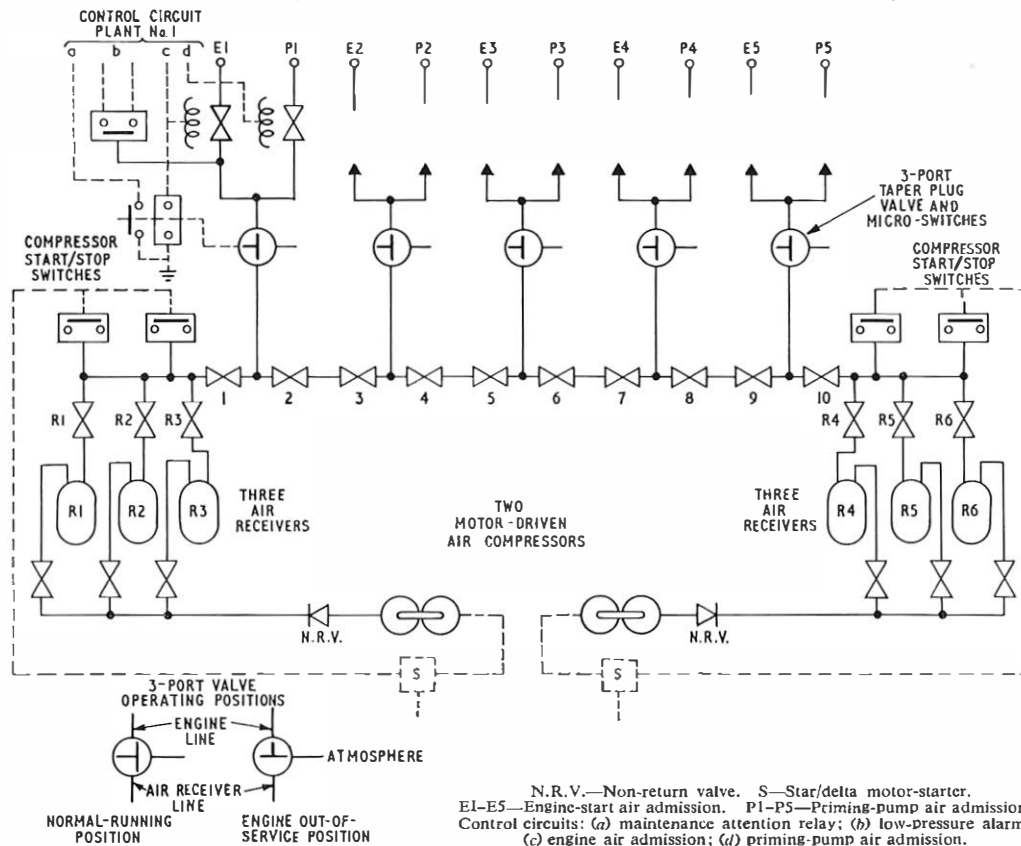 CONTROL CIRCUIT
PLANT No. 1
a b c d
E1 P1 E2 P2 E3 P3 E4 P4 E5 P5
3-PORT
TAPER PLUG
VALVE AND
MICRO-SWITCHES
COMPRESSOR
START/STOP
SWITCHES
COMPRESSOR
START/STOP
SWITCHES
1 2 3 4 5 6 7 8 9 10
R1 R2 R3
R4 R5 R6
R1 R2 R3
THREE
AIR
RECEIVERS
TWO
MOTOR-DRIVEN
AIR COMPRESSORS
THREE
AIR
RECEIVERS
R4 R5 R6
N.R.V.
N.R.V.
S
S
3-PORT VALVE
OPERATING POSITIONS
ENGINE
LINE
ATMOSPHERE
AIR RECEIVER
LINE
NORMAL-RUNNING
POSITION
ENGINE OUT-OF-
SERVICE POSITION
N.R.V.—Non-return valve. S—Star/delta motor-starter.
E1–E5—Engine-start air admission. P1–P5—Priming-pump air admission
Control circuits: (a) maintenance attention relay; (b) low-pressure alarm
(c) engine air admission; (d) priming-pump air admission.